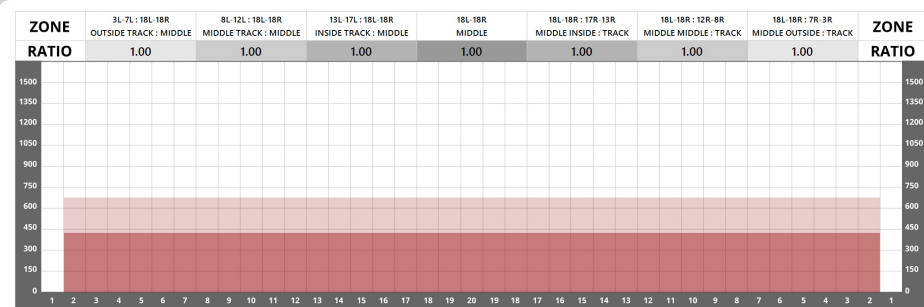 ZONE 3L-7L : 18L-18R 8L-12L : 18L-18R 13L-17L : 18L-18R 18L-18R 18L-18R : 17R-13R 18L-18R : 12R-8R 18L-18R : 7R-3R ZONE
OUTSIDE TRACK : MIDDLE MIDDLE TRACK : MIDDLE INSIDE TRACK : MIDDLE MIDDLE MIDDLE INSIDE : TRACK MIDDLE MIDDLE : TRACK MIDDLE OUTSIDE : TRACK
RATIO 1.00 1.00 1.00 1.00 1.00 1.00 1.00 RATIO
1500 1500
1350 1350
1200 1200
1050 1050
900 900
750 750
600 600
450 450
300 300
150 150
0 0
1 2 3 4 5 6 7 8 9 10 11 12 13 14 15 16 17 18 19 20 19 18 17 16 15 14 13 12 11 10 9 8 7 6 5 4 3 2 1